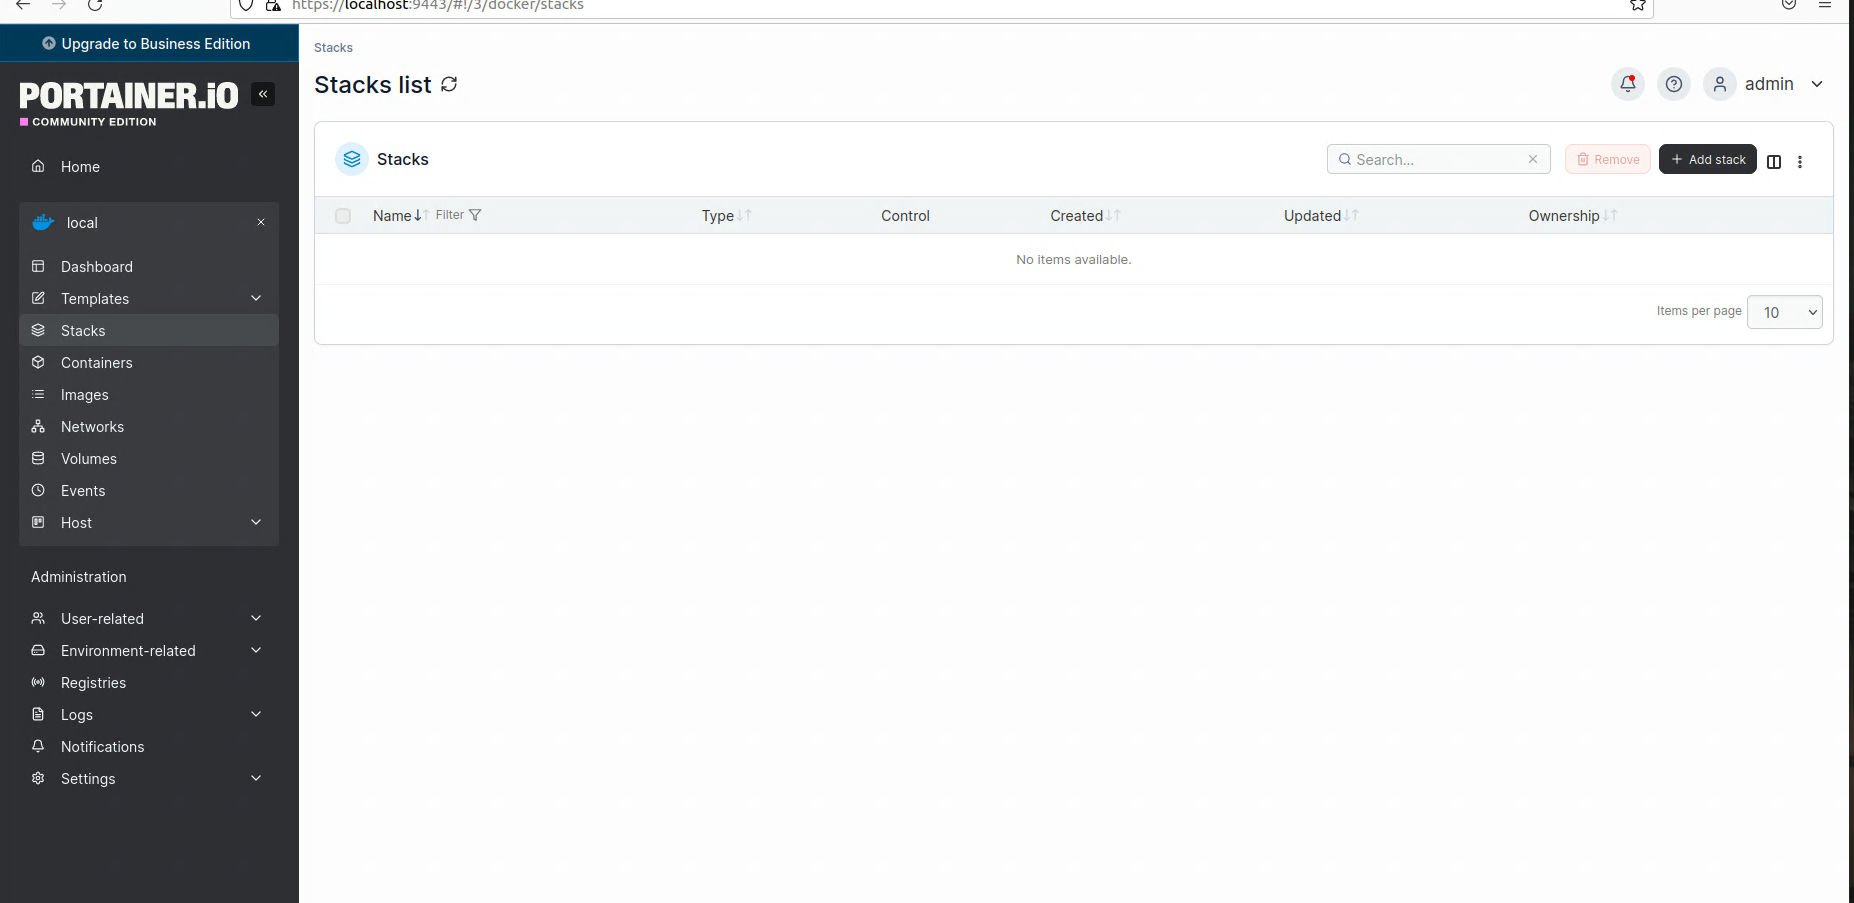 https://localhost:9443/#!/3/docker/stacks
Upgrade to Business Edition
PORTAINER.iO
COMMUNITY EDITION
Home
local
Dashboard
Templates
Stacks
Containers
Images
Networks
Volumes
Events
Host
Administration
User-related
Environment-related
Registries
Logs
Notifications
Settings
Stacks
Stacks list
admin
Stacks
Search...
Remove
Add stack
Name Filter Type Control Created Updated Ownership
No items available.
Items per page 10